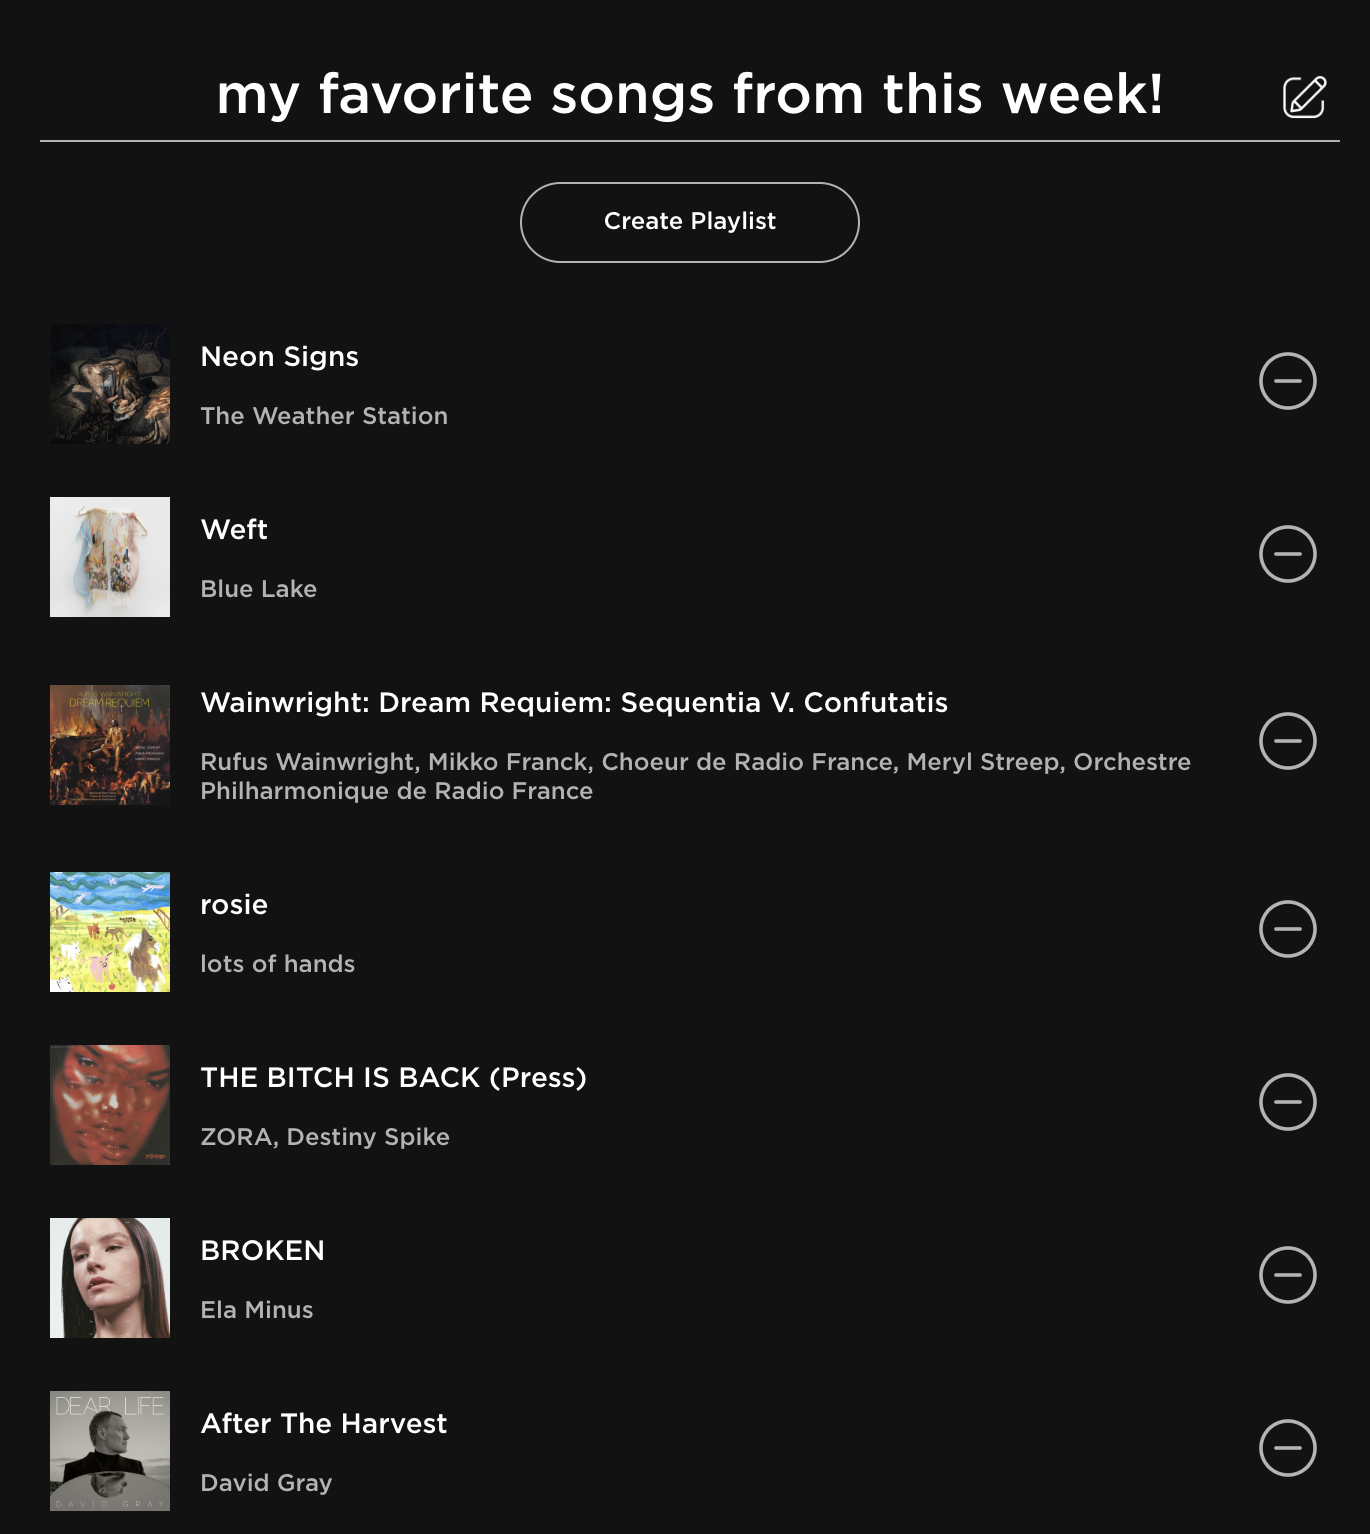 my favorite songs from this week!
Create Playlist
Neon Signs
The Weather Station
Weft
Blue Lake
RUFUS WAINWRIGHT
DREAM REQUIEM
Wainwright: Dream Requiem: Sequentia V. Confutatis
Rufus Wainwright, Mikko Franck, Choeur de Radio France, Meryl Streep, Orchestre
Philharmonique de Radio France
rosie
lots of hands
THE BITCH IS BACK (Press)
ZORA, Destiny Spike
BROKEN
Ela Minus
DEAR LIFE
DAVID GRAY
After The Harvest
David Gray